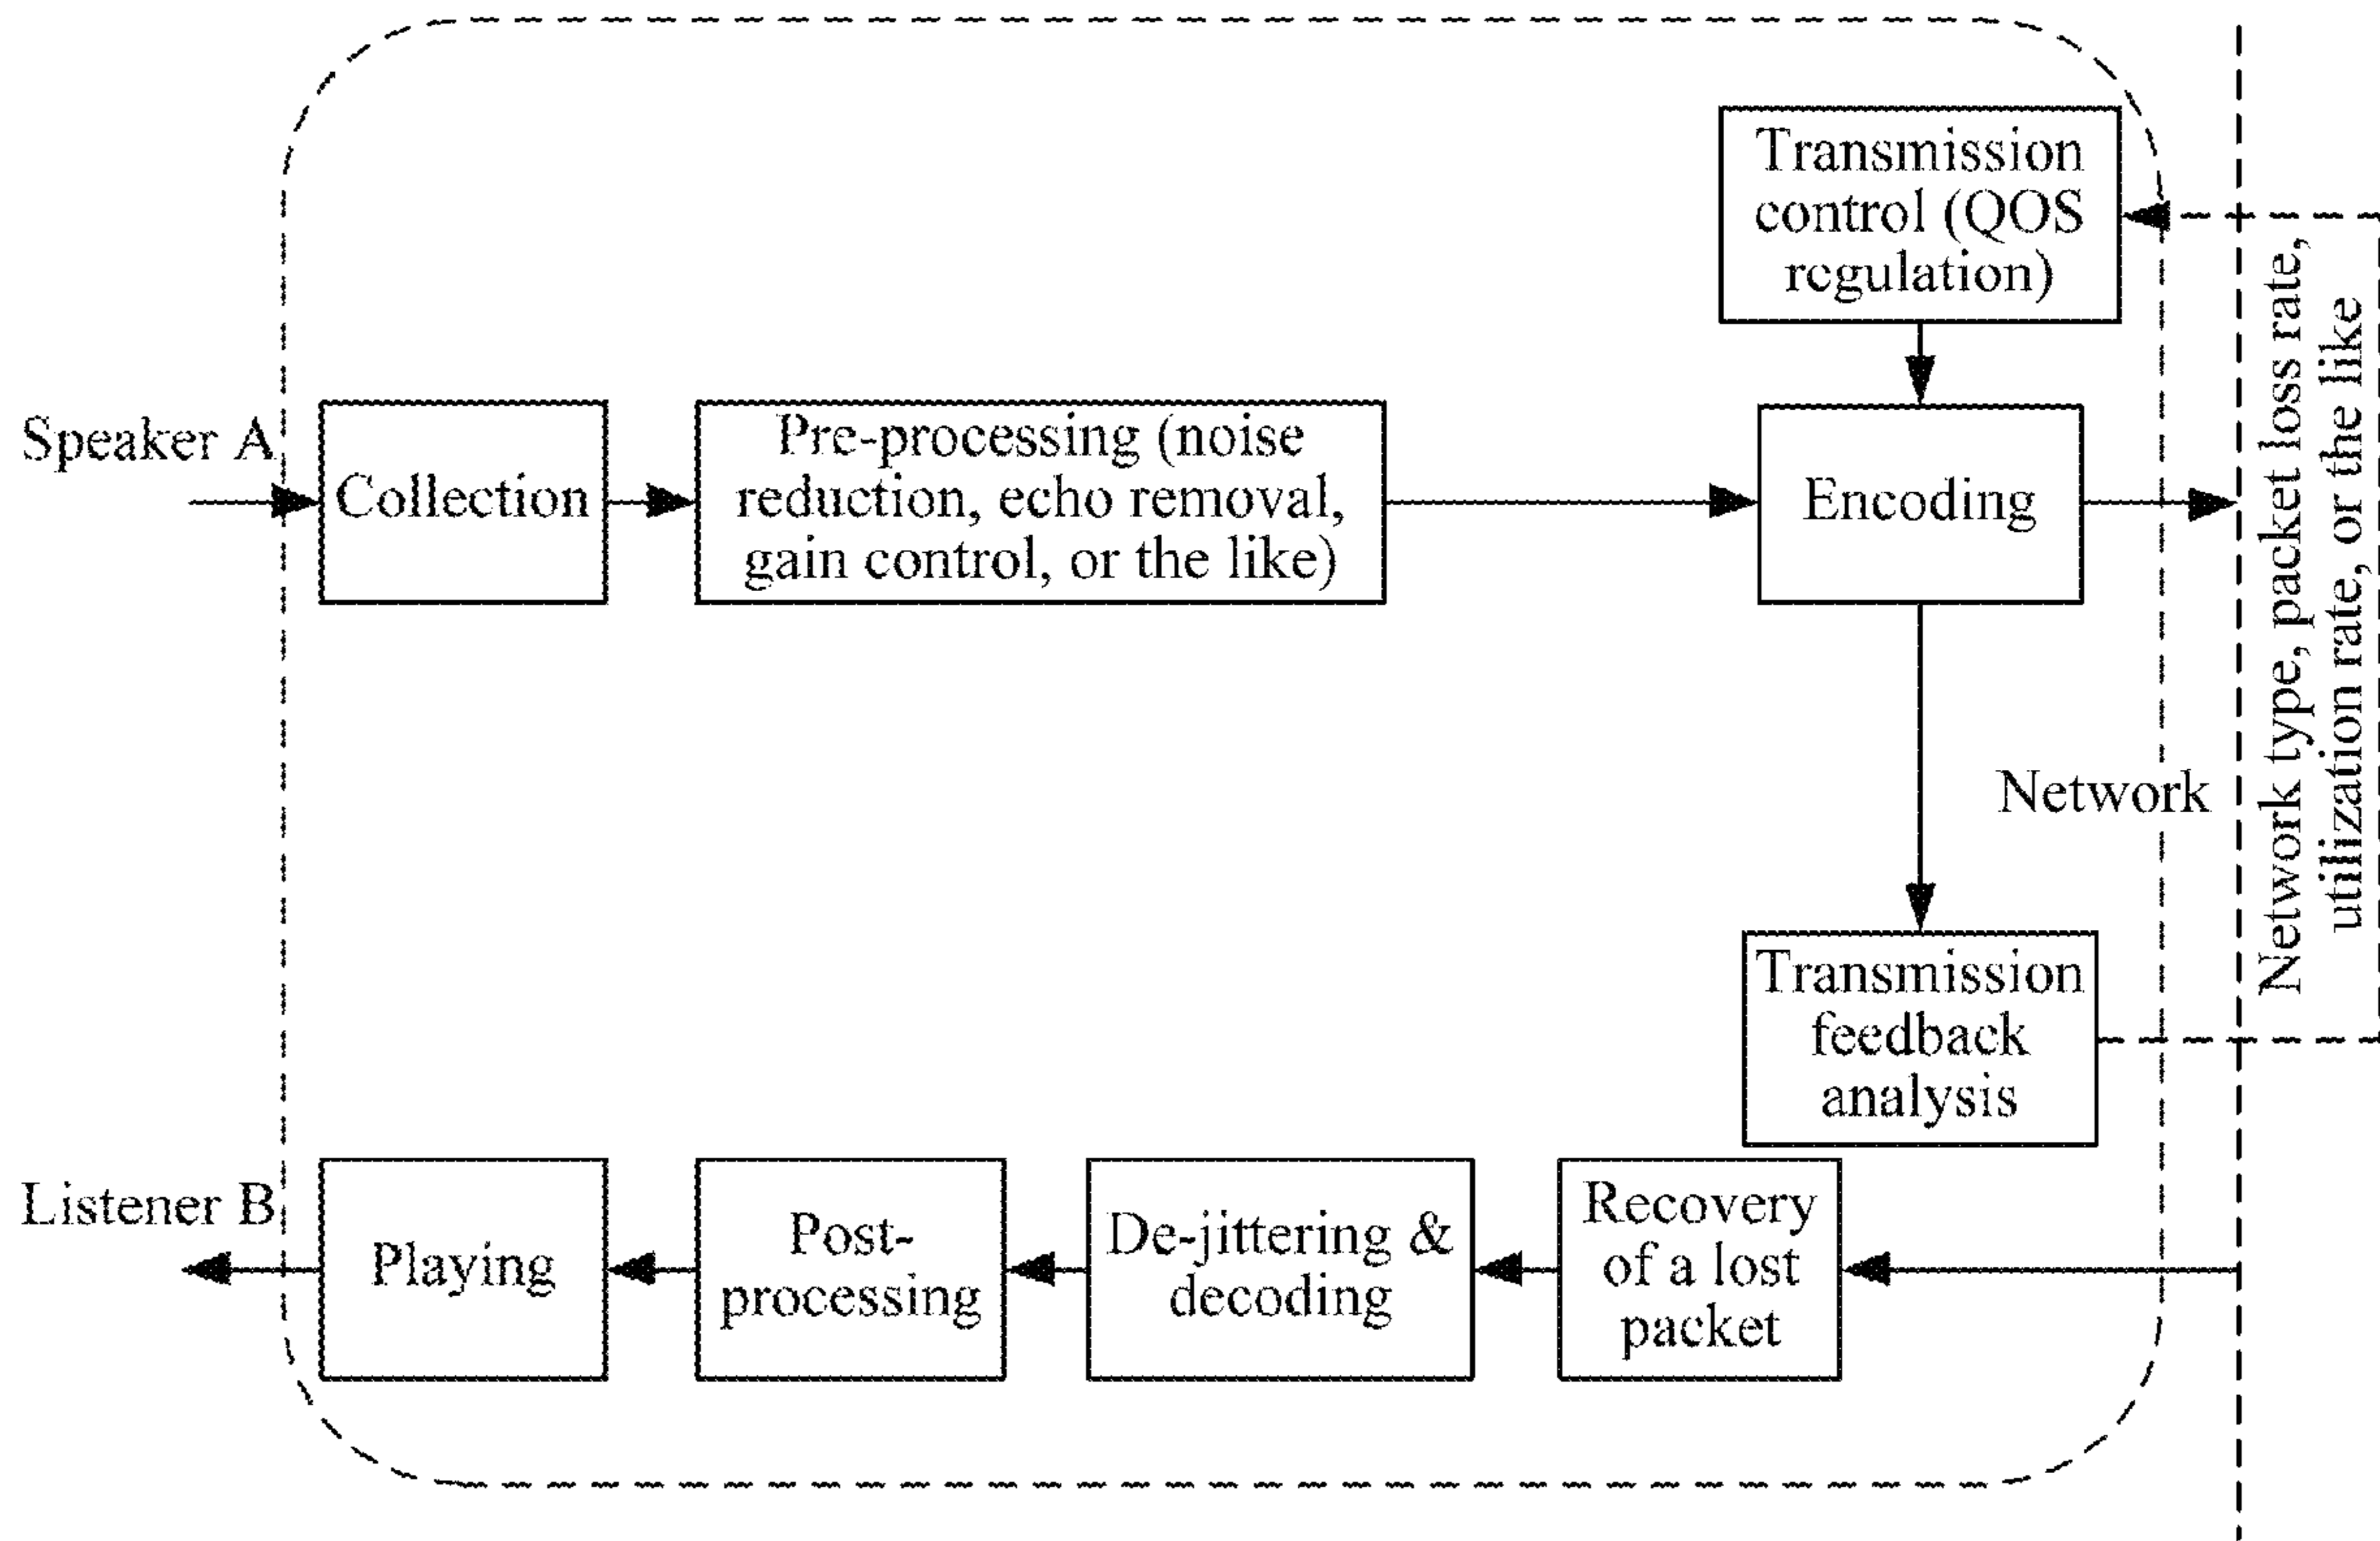 Transmission
control (QOS
regulation)
Speaker A
Collection
Pre-processing (noise
reduction, echo removal,
gain control, or the like)
Encoding
Network type, packet loss rate,
utilization rate, or the like
Network
Transmission
feedback
analysis
Listener B
Playing
Post-
processing
De-jittering &
decoding
Recovery
of a lost
packet